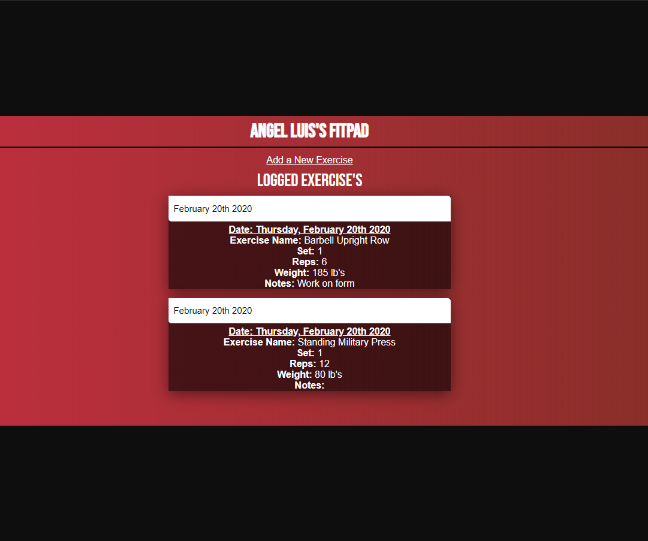 ANGEL LUIS'S FITPAD
Add a New Exercise
LOGGED EXERCISE'S
February 20th 2020
Date: Thursday, February 20th 2020
Exercise Name: Barbell Upright Row
Set: 1
Reps: 6
Weight: 185 lb's
Notes: Work on form
February 20th 2020
Date: Thursday, February 20th 2020
Exercise Name: Standing Military Press
Set: 1
Reps: 12
Weight: 80 lb's
Notes: